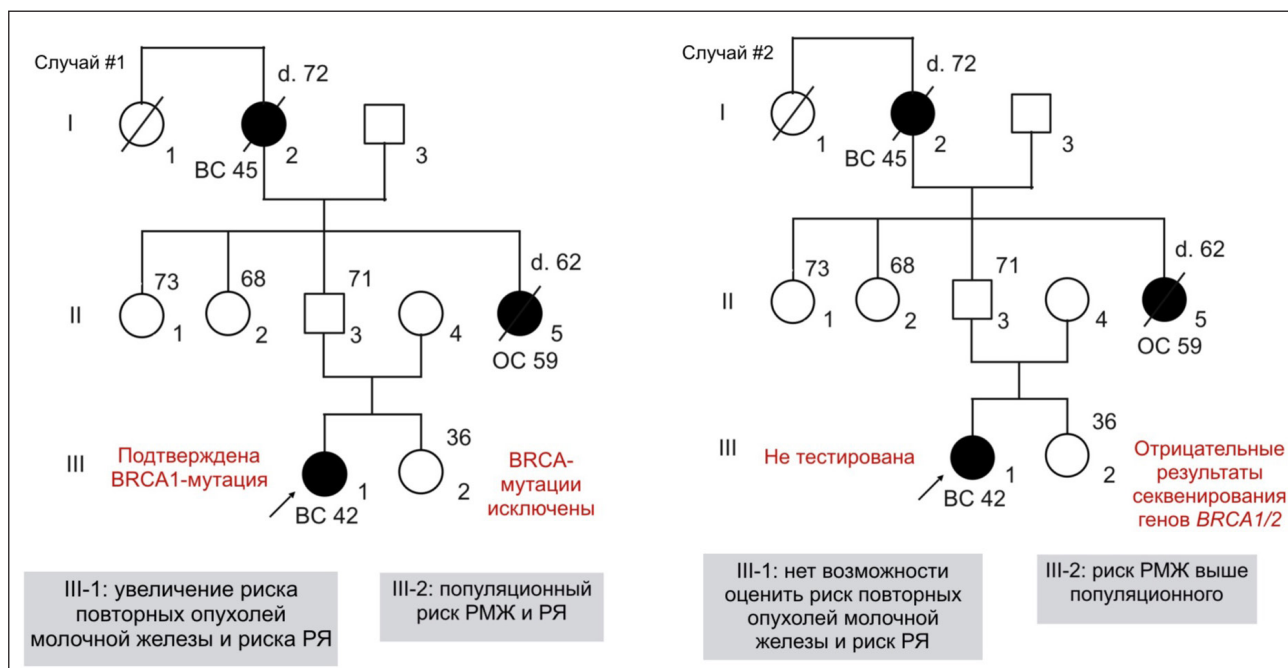 Случай #1
d. 72
I
1
2
3
BC 45
73
68
71
d. 62
II
1
2
3
4
5
OC 59
36
III
Подтверждена
BRCA1-мутация
1
2
BRCA-
мутации
исключены
BC 42
III-1: увеличение риска
повторных опухолей
молочной железы и риска РЯ
III-2: популяционный
риск РМЖ и РЯ
Случай #2
d. 72
I
1
2
3
BC 45
73
68
71
d. 62
II
1
2
3
4
5
OC 59
36
III
Не тестирована
1
2
Отрицательные
результаты
секвенирования
генов BRCA1/2
BC 42
III-1: нет возможности
оценить риск повторных
опухолей молочной
железы и риск РЯ
III-2: риск РМЖ выше
популяционного